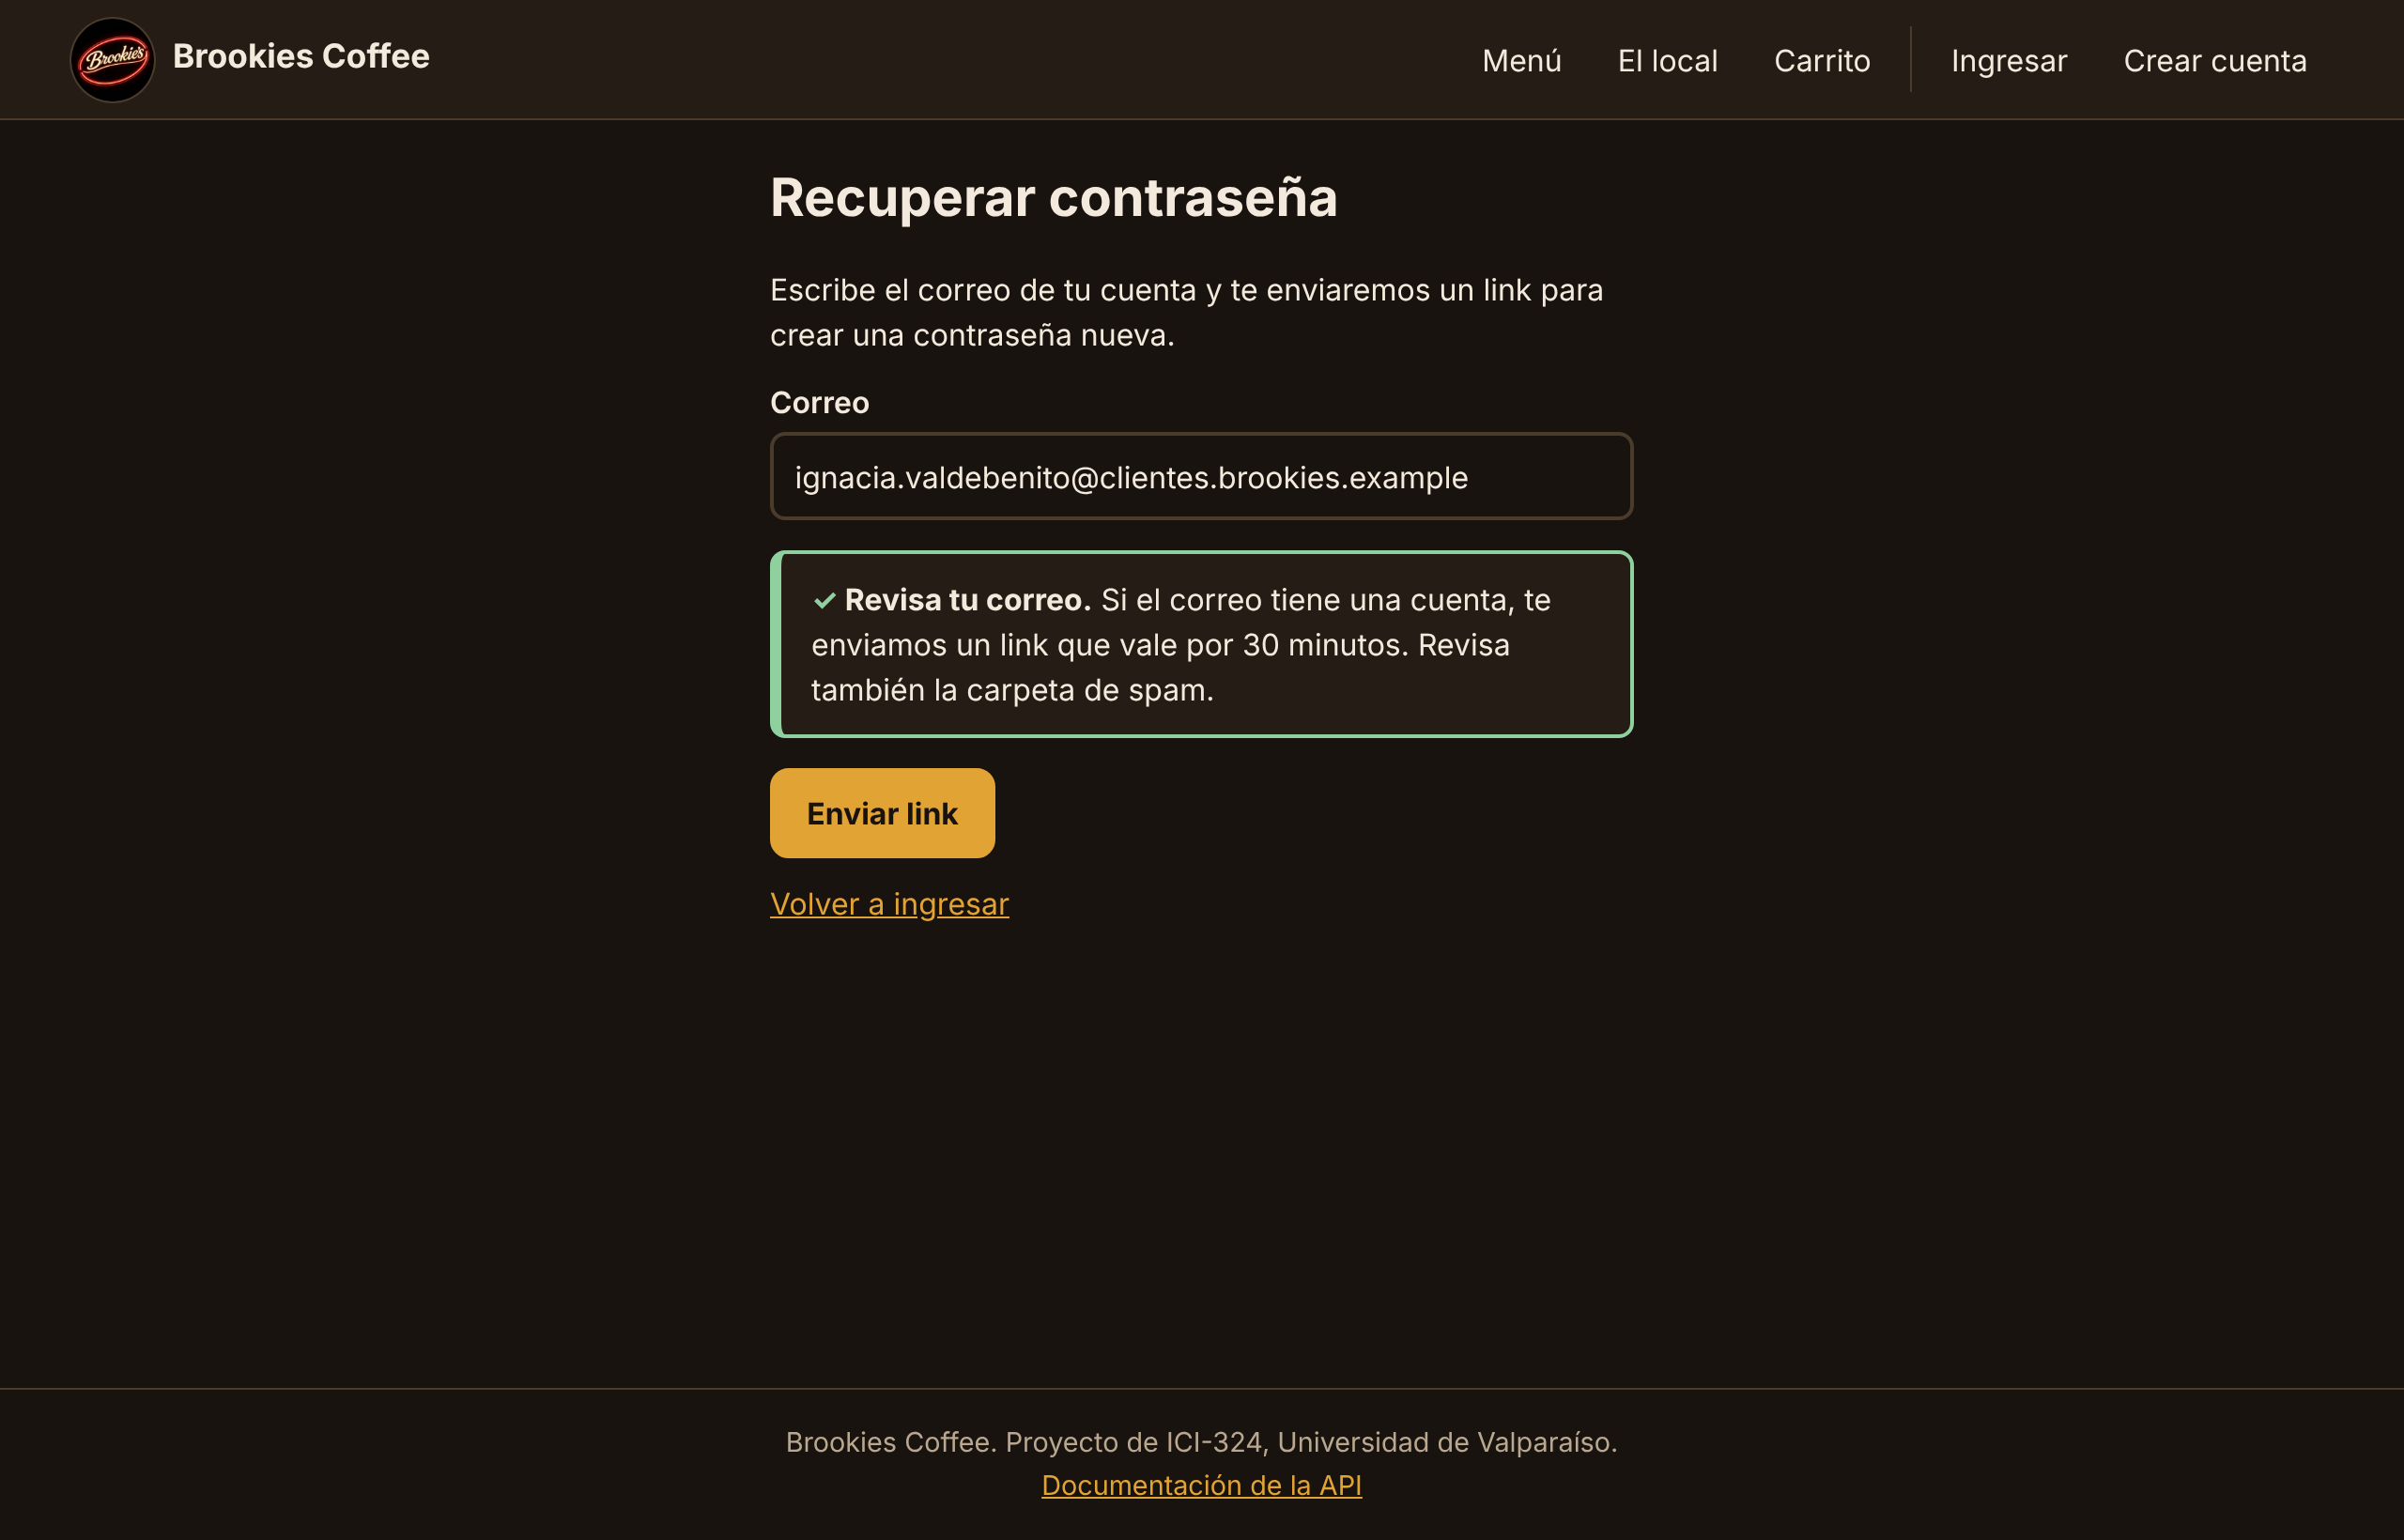 Brookie's
Brookies Coffee
Menú
El local
Carrito
Ingresar
Crear cuenta
Recuperar contraseña
Escribe el correo de tu cuenta y te enviaremos un link para
crear una contraseña nueva.
Correo
ignacia.valdebenito@clientes.brookies.example
✓ Revisa tu correo. Si el correo tiene una cuenta, te
enviamos un link que vale por 30 minutos. Revisa
también la carpeta de spam.
Enviar link
Volver a ingresar
Brookies Coffee. Proyecto de ICI-324, Universidad de Valparaíso.
Documentación de la API